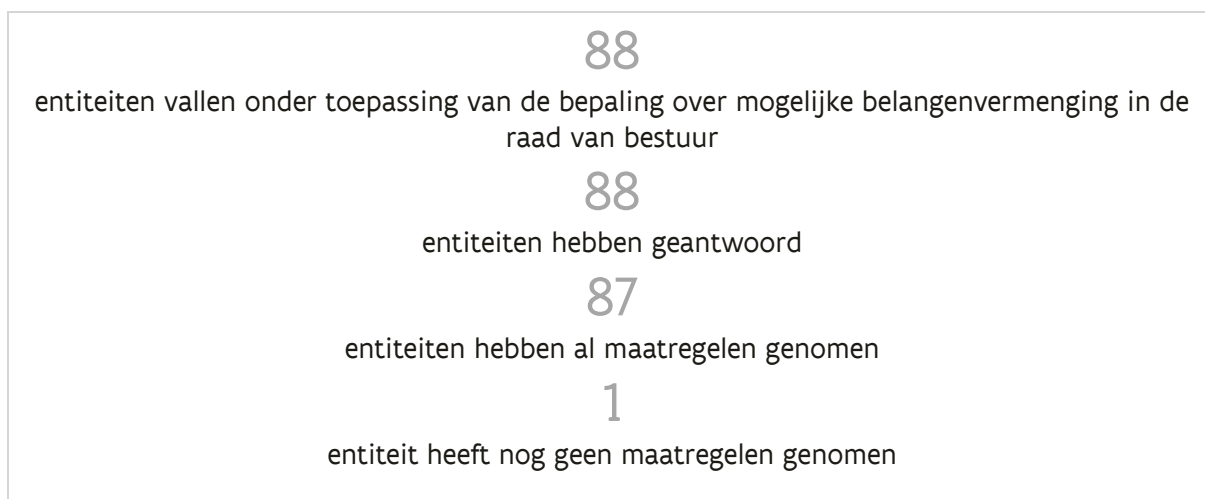 88
entiteiten vallen onder toepassing van de bepaling over mogelijke belangenvermenging in de
raad van bestuur
88
entiteiten hebben geantwoord
87
entiteiten hebben al maatregelen genomen
1
entiteit heeft nog geen maatregelen genomen